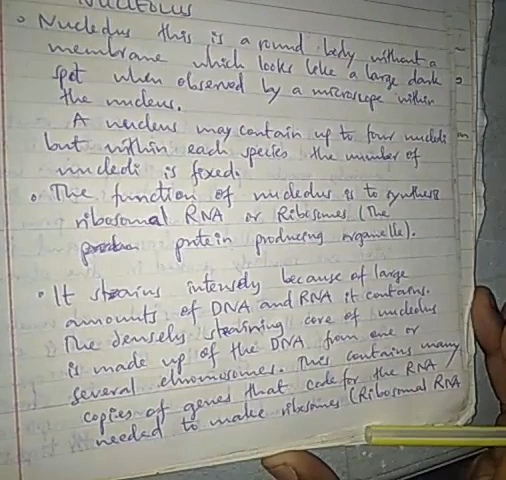 NUCLEOLUS
• Nucleolus this is a round body without a
membrane which looks like a large dark
spot when observed by a microscope within
the nucleus.
A nucleus may contain up to four nucleoli
but within each species the number of
nucleoli is fixed.
• The function of nucleolus is to synthesis
ribosomal RNA or Ribosomes (The
protein producing organelle).
• It stains intensely because of large
amounts of DNA and RNA it contains.
The densely staining core of nucleolus
is made up of the DNA from one or
several chromosomes. This contains many
copies of genes that code for the RNA
needed to make ribosomes (Ribosomal RNA